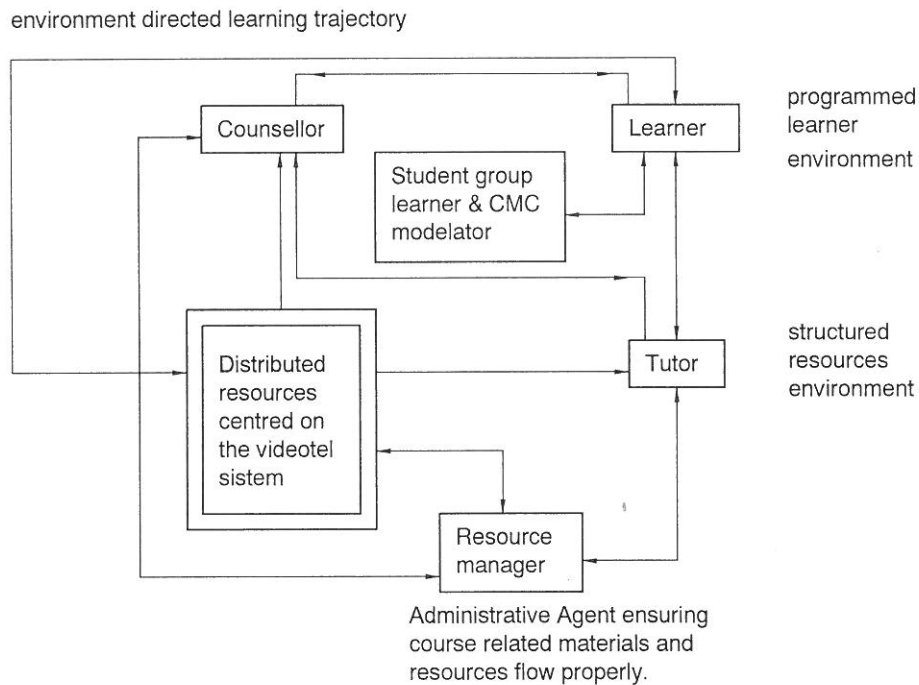 environment directed learning trajectory
Counsellor
Learner
programmed
learner
environment
Student group
learner & CMC
modelator
Distributed
resources
centred on
the videotel
sistem
Tutor
structured
resources
environment
Resource
manager
Administrative Agent ensuring
course related materials and
resources flow properly.